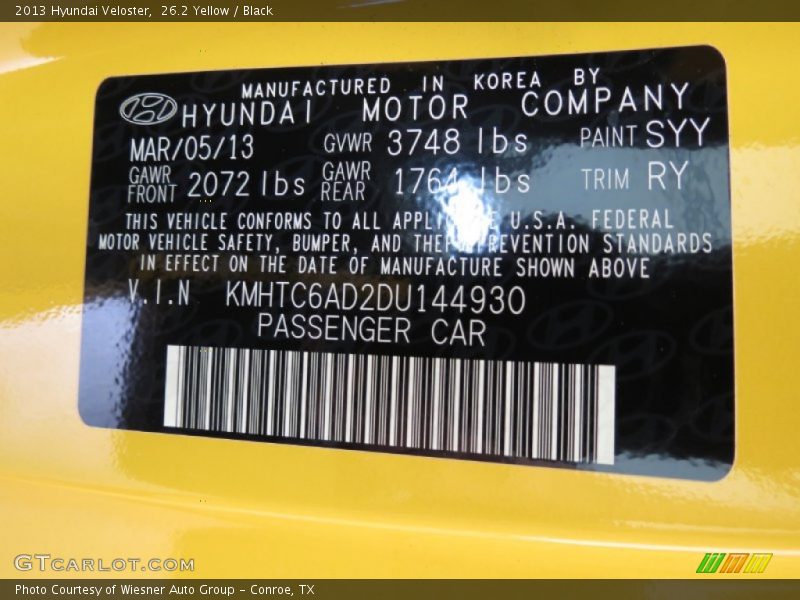 2013 Hyundai Veloster,  26.2 Yellow / Black
MANUFACTURED IN KOREA BY
HYUNDAI MOTOR COMPANY
MAR/05/13 GVWR 3748 lbs PAINT SYY
GAWR FRONT 2072 lbs GAWR REAR 1764 lbs TRIM RY
THIS VEHICLE CONFORMS TO ALL APPLICABLE U.S.A. FEDERAL
MOTOR VEHICLE SAFETY, BUMPER, AND THEFT PREVENTION STANDARDS
IN EFFECT ON THE DATE OF MANUFACTURE SHOWN ABOVE
V.I.N KMHTC6AD2DU144930
PASSENGER CAR
GTCARLOT.COM
Photo Courtesy of Wiesner Auto Group - Conroe, TX